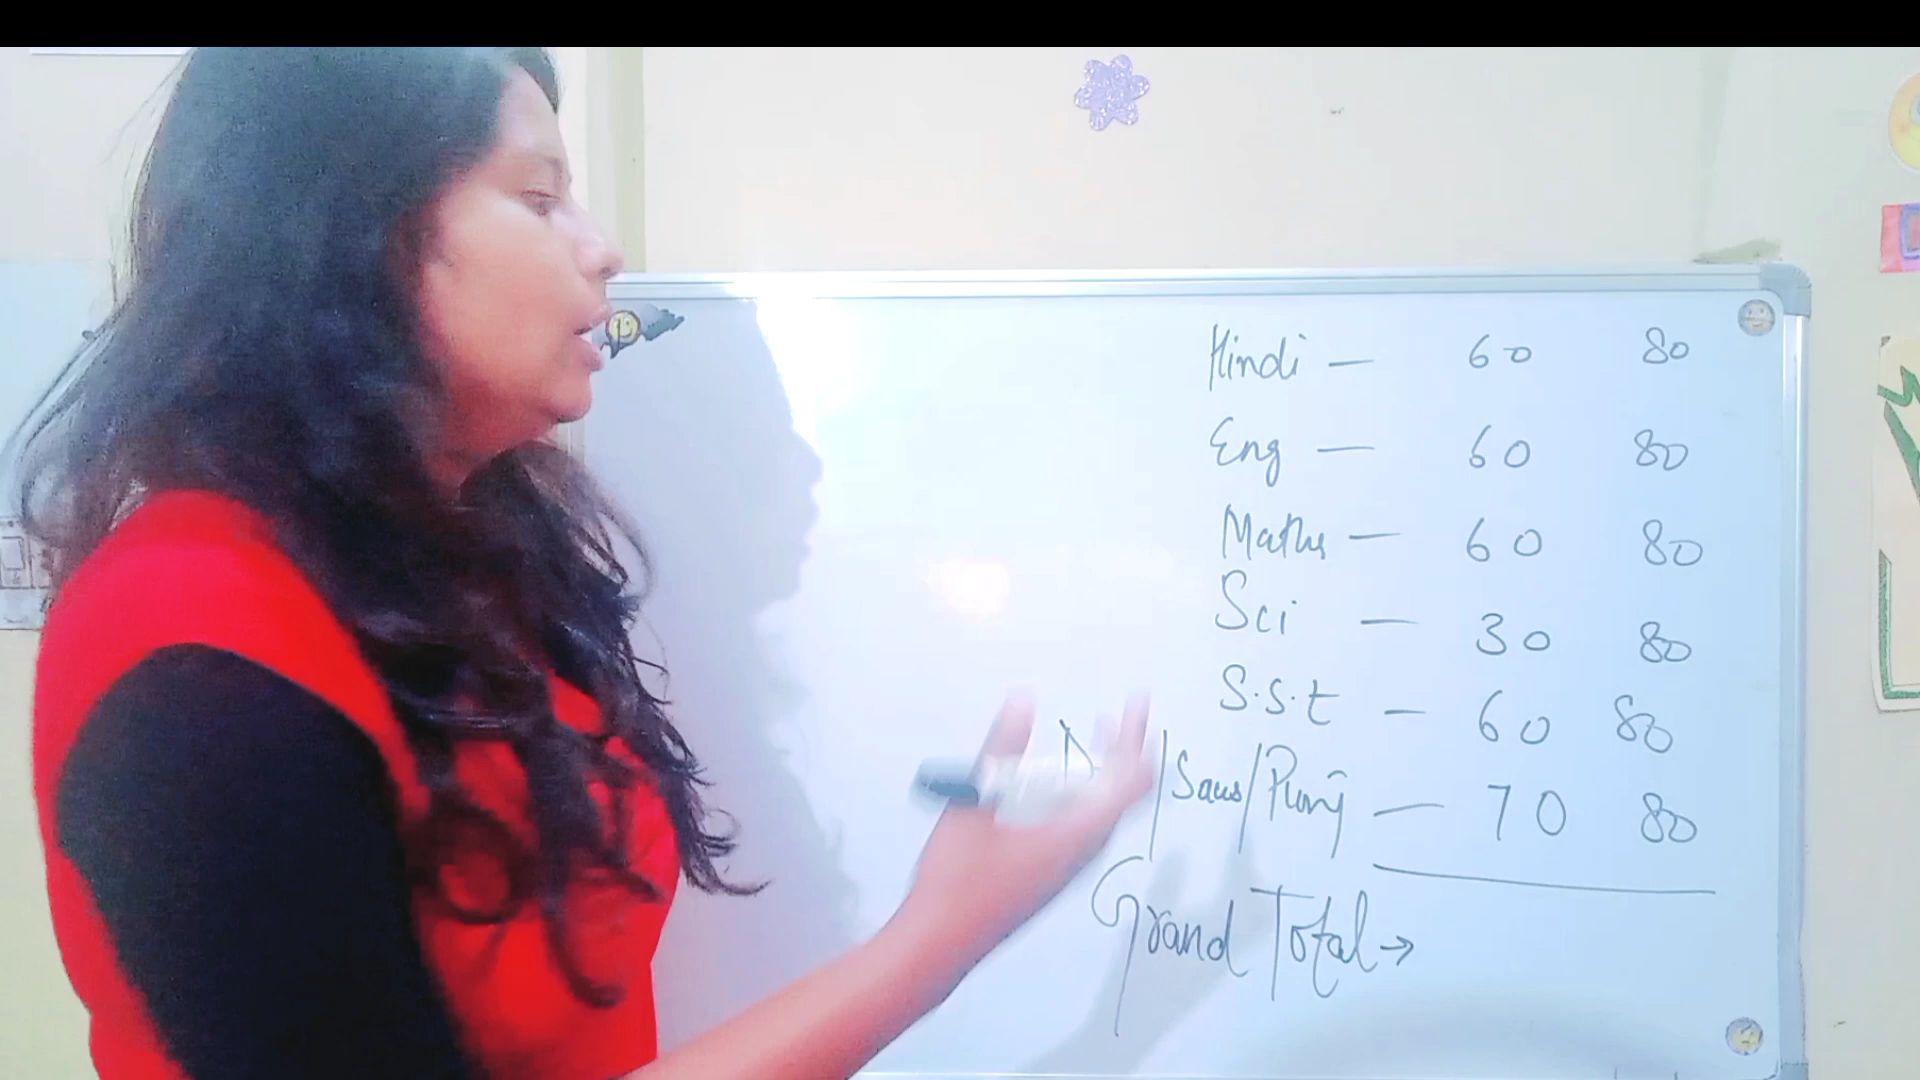 Hindi — 60 80
Eng — 60 80
Maths — 60 80
Sci — 30 80
S.S.t — 60 80
/Sans/Punj — 70 80
Grand Total →